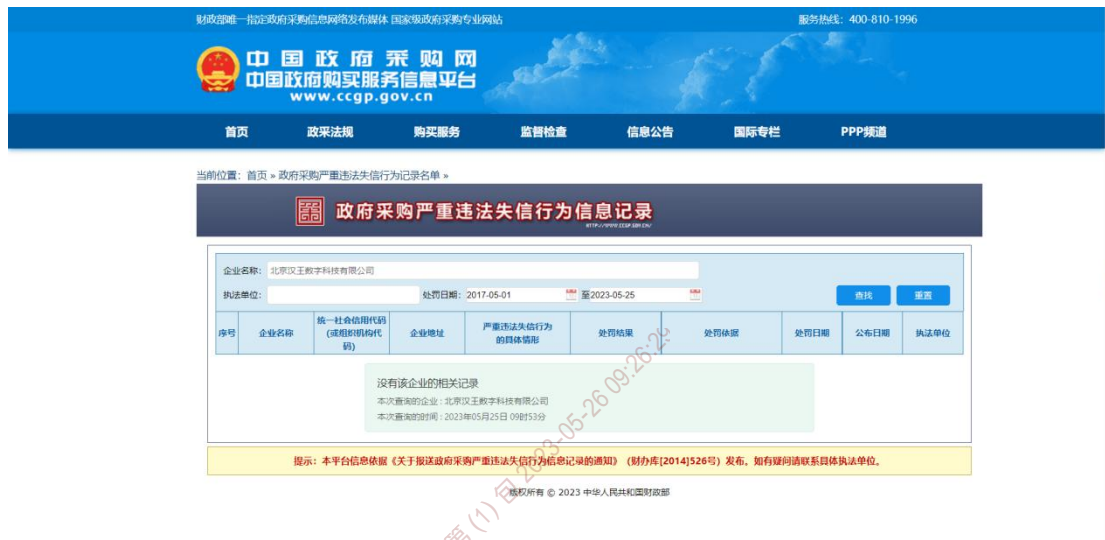 财政部唯一指定政府采购信息网络发布媒体 国家级政府采购专业网站
服务热线：400-810-1996
中国政府采购网
中国政府购买服务信息平台
www.ccgp.gov.cn
首页 政采法规 购买服务 监督检查 信息公告 国际专栏 PPP频道
当前位置：首页 » 政府采购严重违法失信行为记录名单 »
政府采购严重违法失信行为信息记录
HTTP://WWW.CCGP.GOV.CN/
企业名称： 北京汉王数字科技有限公司
执法单位： 处罚日期： 2017-05-01 至 2023-05-25 查找 重置
序号 企业名称 统一社会信用代码(或组织机构代码) 企业地址 严重违法失信行为的具体情形 处罚结果 处罚依据 处罚日期 公布日期 执法单位
没有该企业的相关记录
本次查询的企业：北京汉王数字科技有限公司
本次查询的时间：2023年05月25日 09时53分
提示：本平台信息依据《关于报送政府采购严重违法失信行为信息记录的通知》（财办库[2014]526号）发布。如有疑问请联系具体执法单位。
版权所有 © 2023 中华人民共和国财政部
第(1)包 2023-05-26 09:26:29